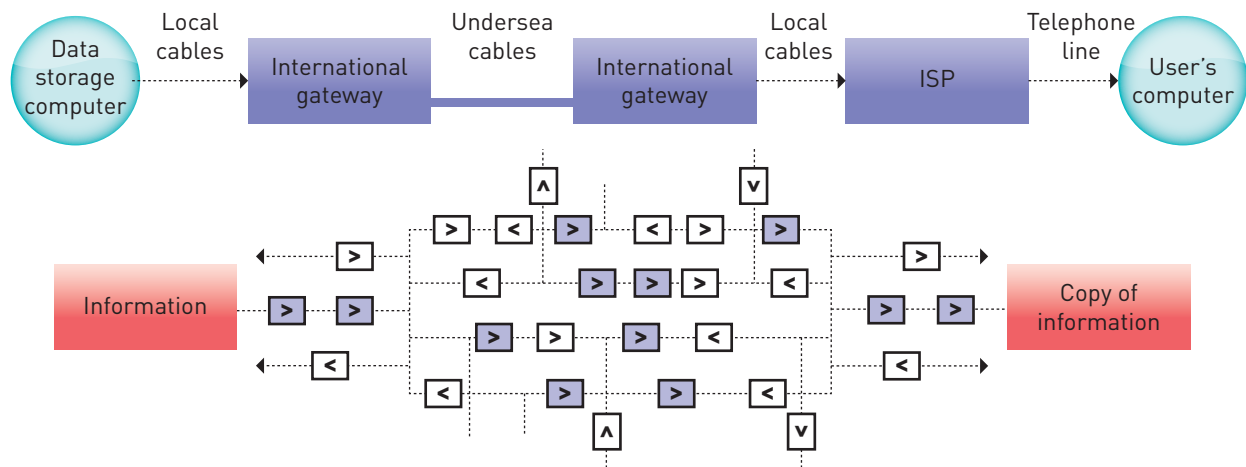 Data
storage
computer
Local
cables
International
gateway
Undersea
cables
International
gateway
Local
cables
ISP
Telephone
line
User's
computer
Information
Copy of
information